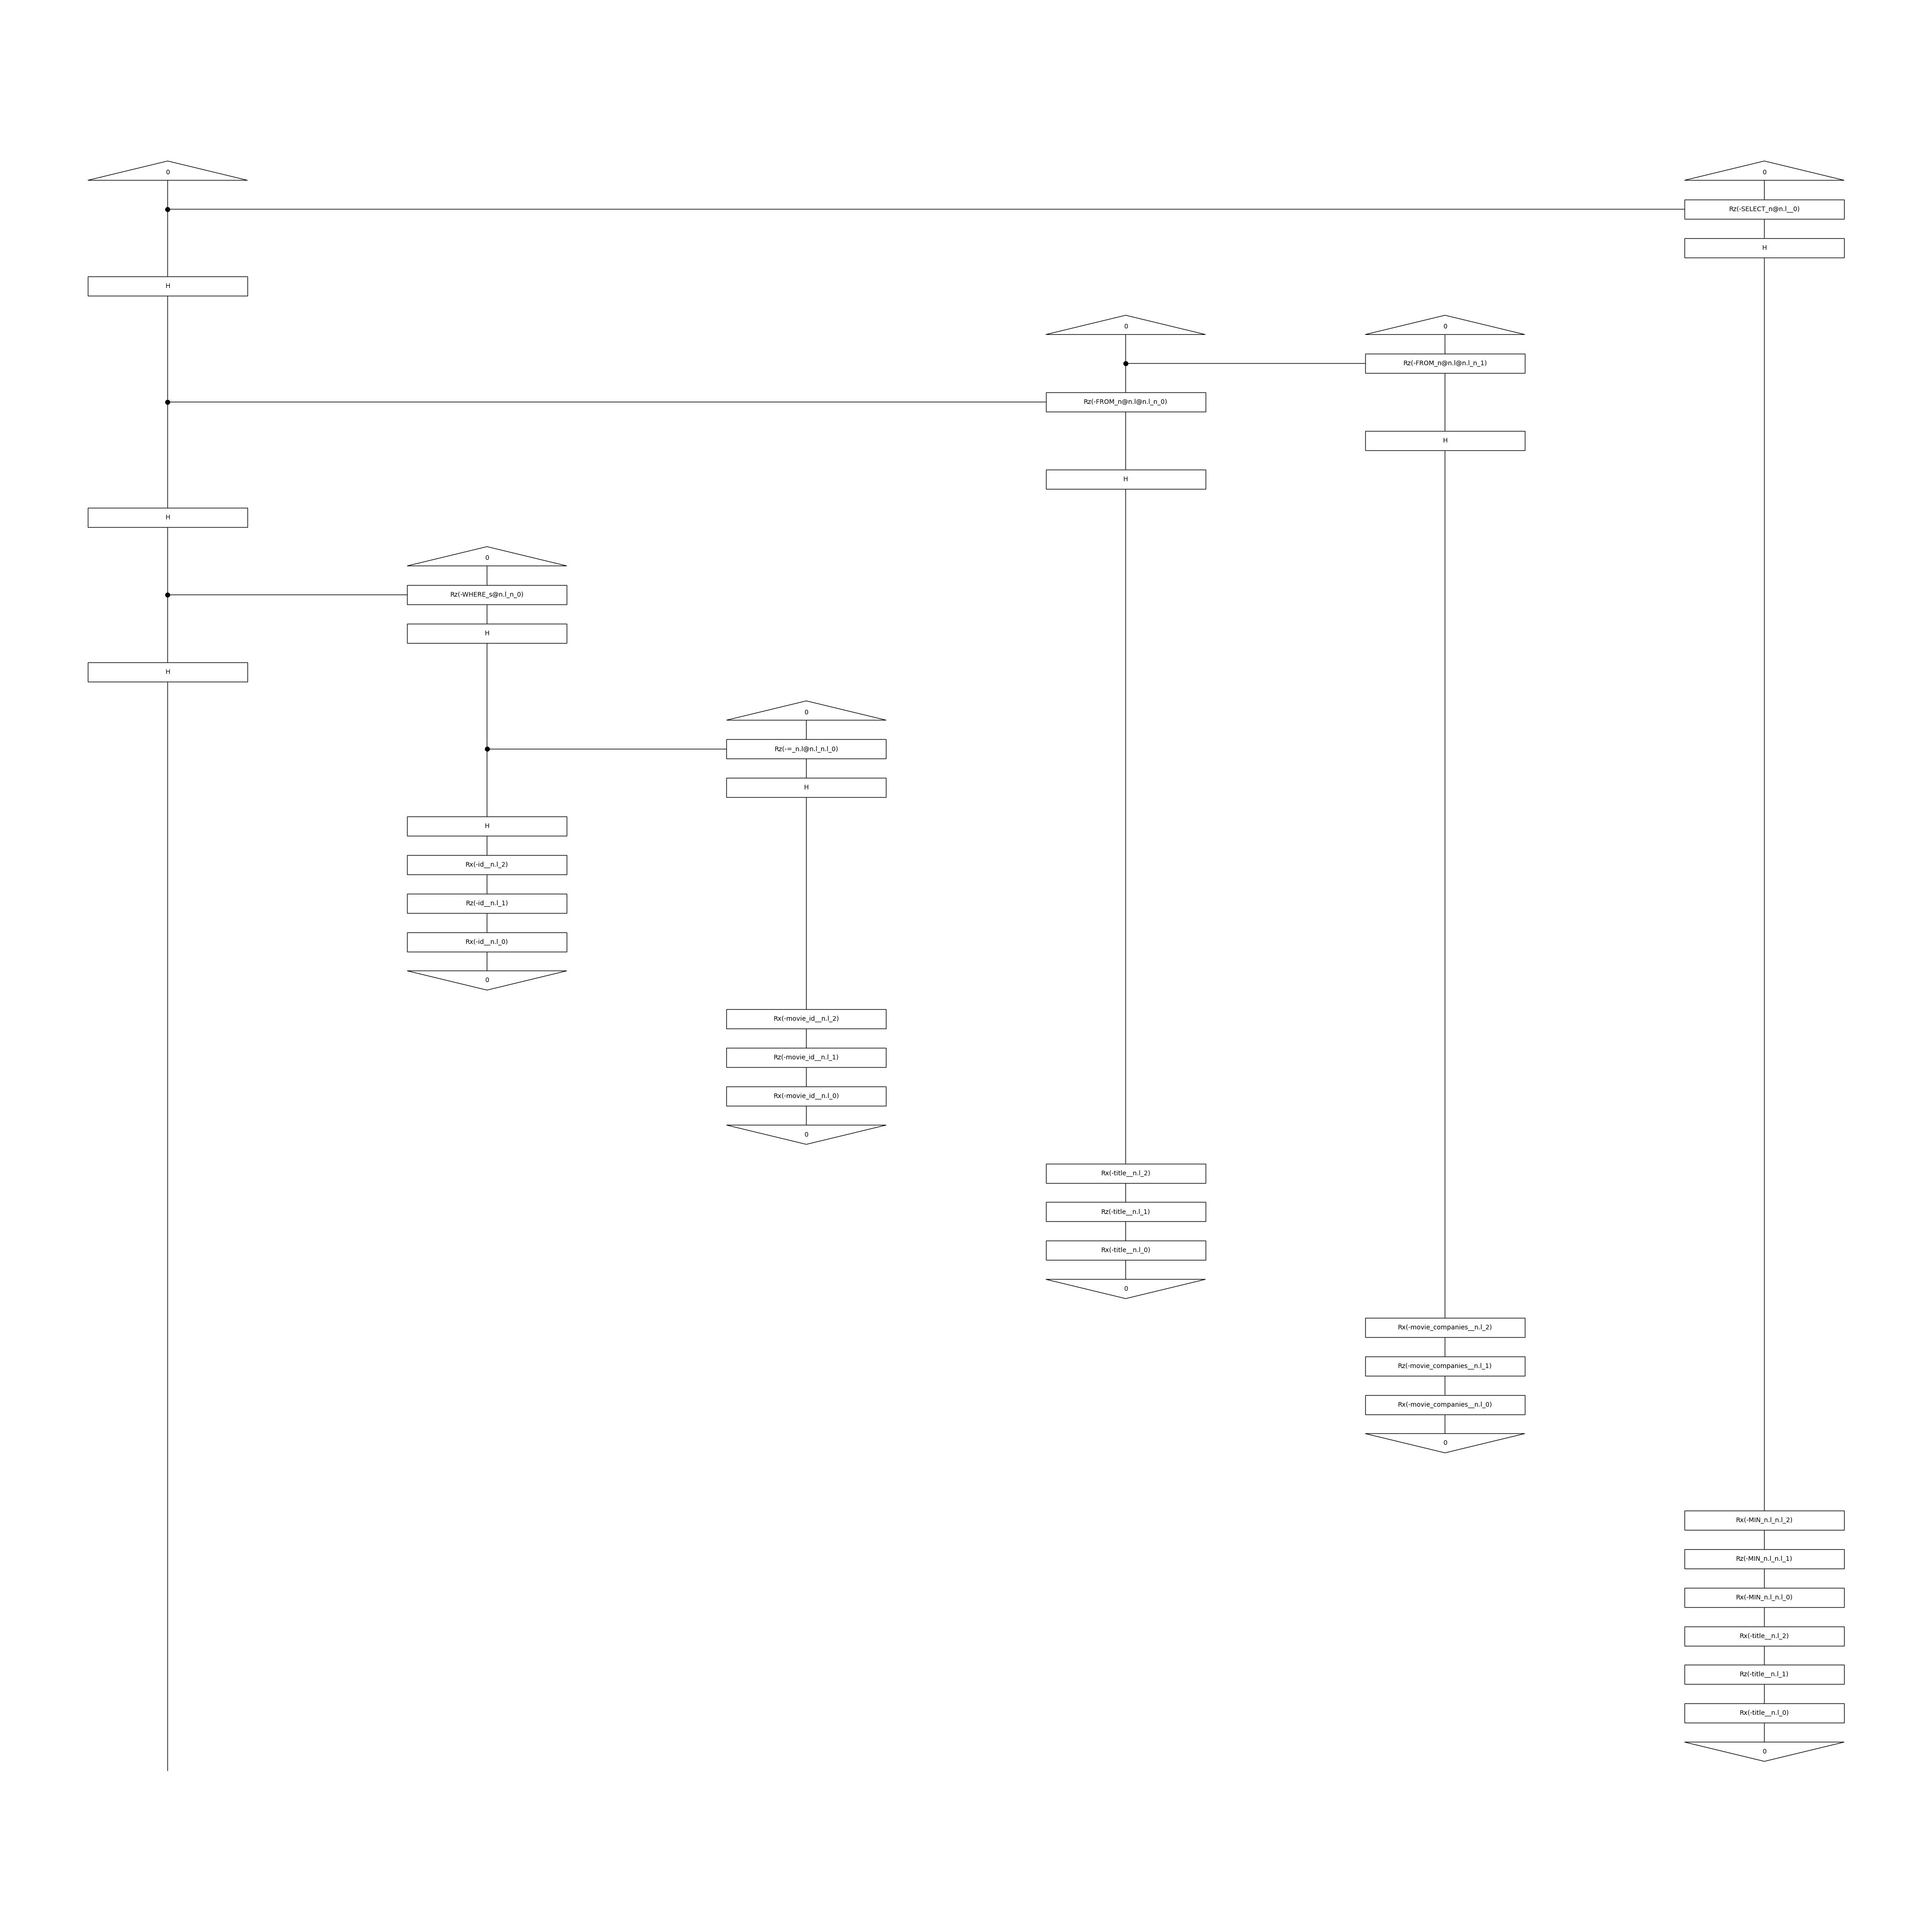 0
0
Rz(-SELECT_n@n.l__0)
H
H
0
0
Rz(-FROM_n@n.l@n.l_n_1)
Rz(-FROM_n@n.l@n.l_n_0)
H
H
H
0
Rz(-WHERE_s@n.l_n_0)
H
H
0
Rz(-=_n.l@n.l_n.l_0)
H
H
Rx(-id__n.l_2)
Rz(-id__n.l_1)
Rx(-id__n.l_0)
0
Rx(-movie_id__n.l_2)
Rz(-movie_id__n.l_1)
Rx(-movie_id__n.l_0)
0
Rx(-title__n.l_2)
Rz(-title__n.l_1)
Rx(-title__n.l_0)
0
Rx(-movie_companies__n.l_2)
Rz(-movie_companies__n.l_1)
Rx(-movie_companies__n.l_0)
0
Rx(-MIN_n.l_n.l_2)
Rz(-MIN_n.l_n.l_1)
Rx(-MIN_n.l_n.l_0)
Rx(-title__n.l_2)
Rz(-title__n.l_1)
Rx(-title__n.l_0)
0